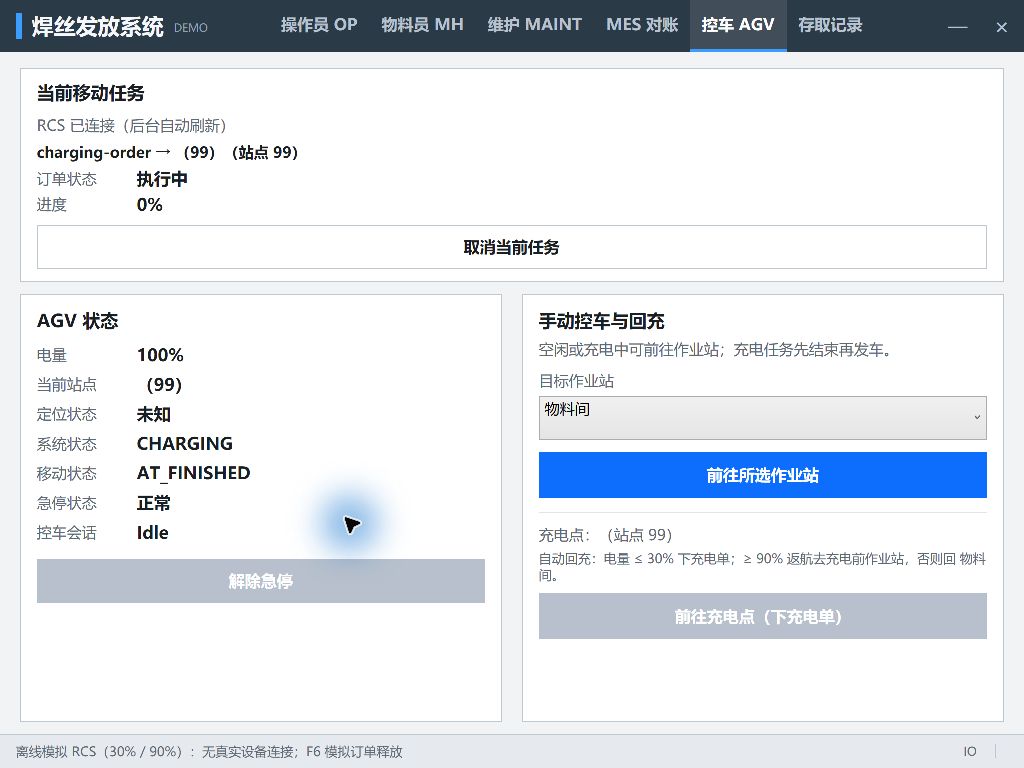 焊丝发放系统 DEMO 操作员 OP 物料员 MH 维护 MAINT MES 对账 控车 AGV 存取记录
当前移动任务
RCS 已连接（后台自动刷新）
charging-order → （99）（站点 99）
订单状态 执行中
进度 0%
取消当前任务
AGV 状态
电量 100%
当前站点 （99）
定位状态 未知
系统状态 CHARGING
移动状态 AT_FINISHED
急停状态 正常
控车会话 Idle
解除急停
手动控车与回充
空闲或充电中可前往作业站；充电任务先结束再发车。
目标作业站
物料间
前往所选作业站
充电点：（站点 99）
自动回充：电量 ≤ 30% 下充电单；≥ 90% 返航去充电前作业站，否则回 物料
间。
前往充电点（下充电单）
离线模拟 RCS（30% / 90%）：无真实设备连接；F6 模拟订单释放 IO